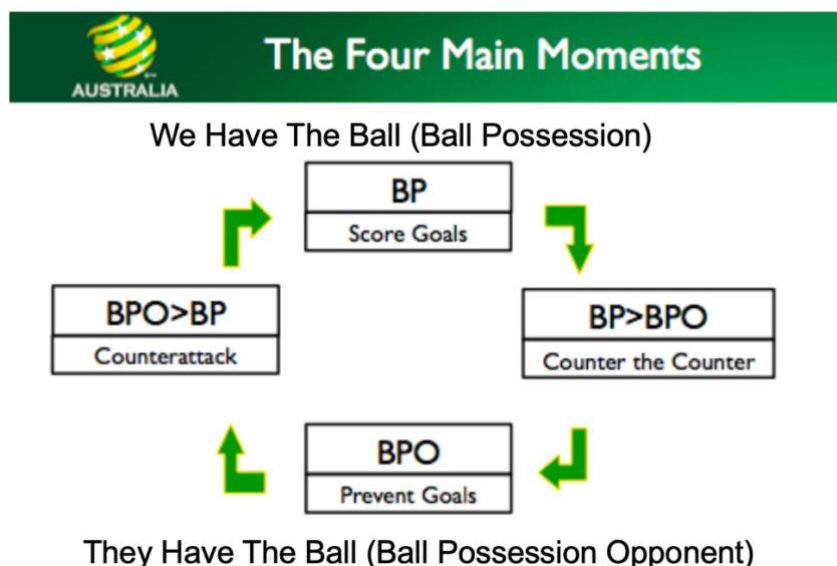 AUSTRALIA
The Four Main Moments
We Have The Ball (Ball Possession)
BP
Score Goals
BPO>BP
Counterattack
BP>BPO
Counter the Counter
BPO
Prevent Goals
They Have The Ball (Ball Possession Opponent)